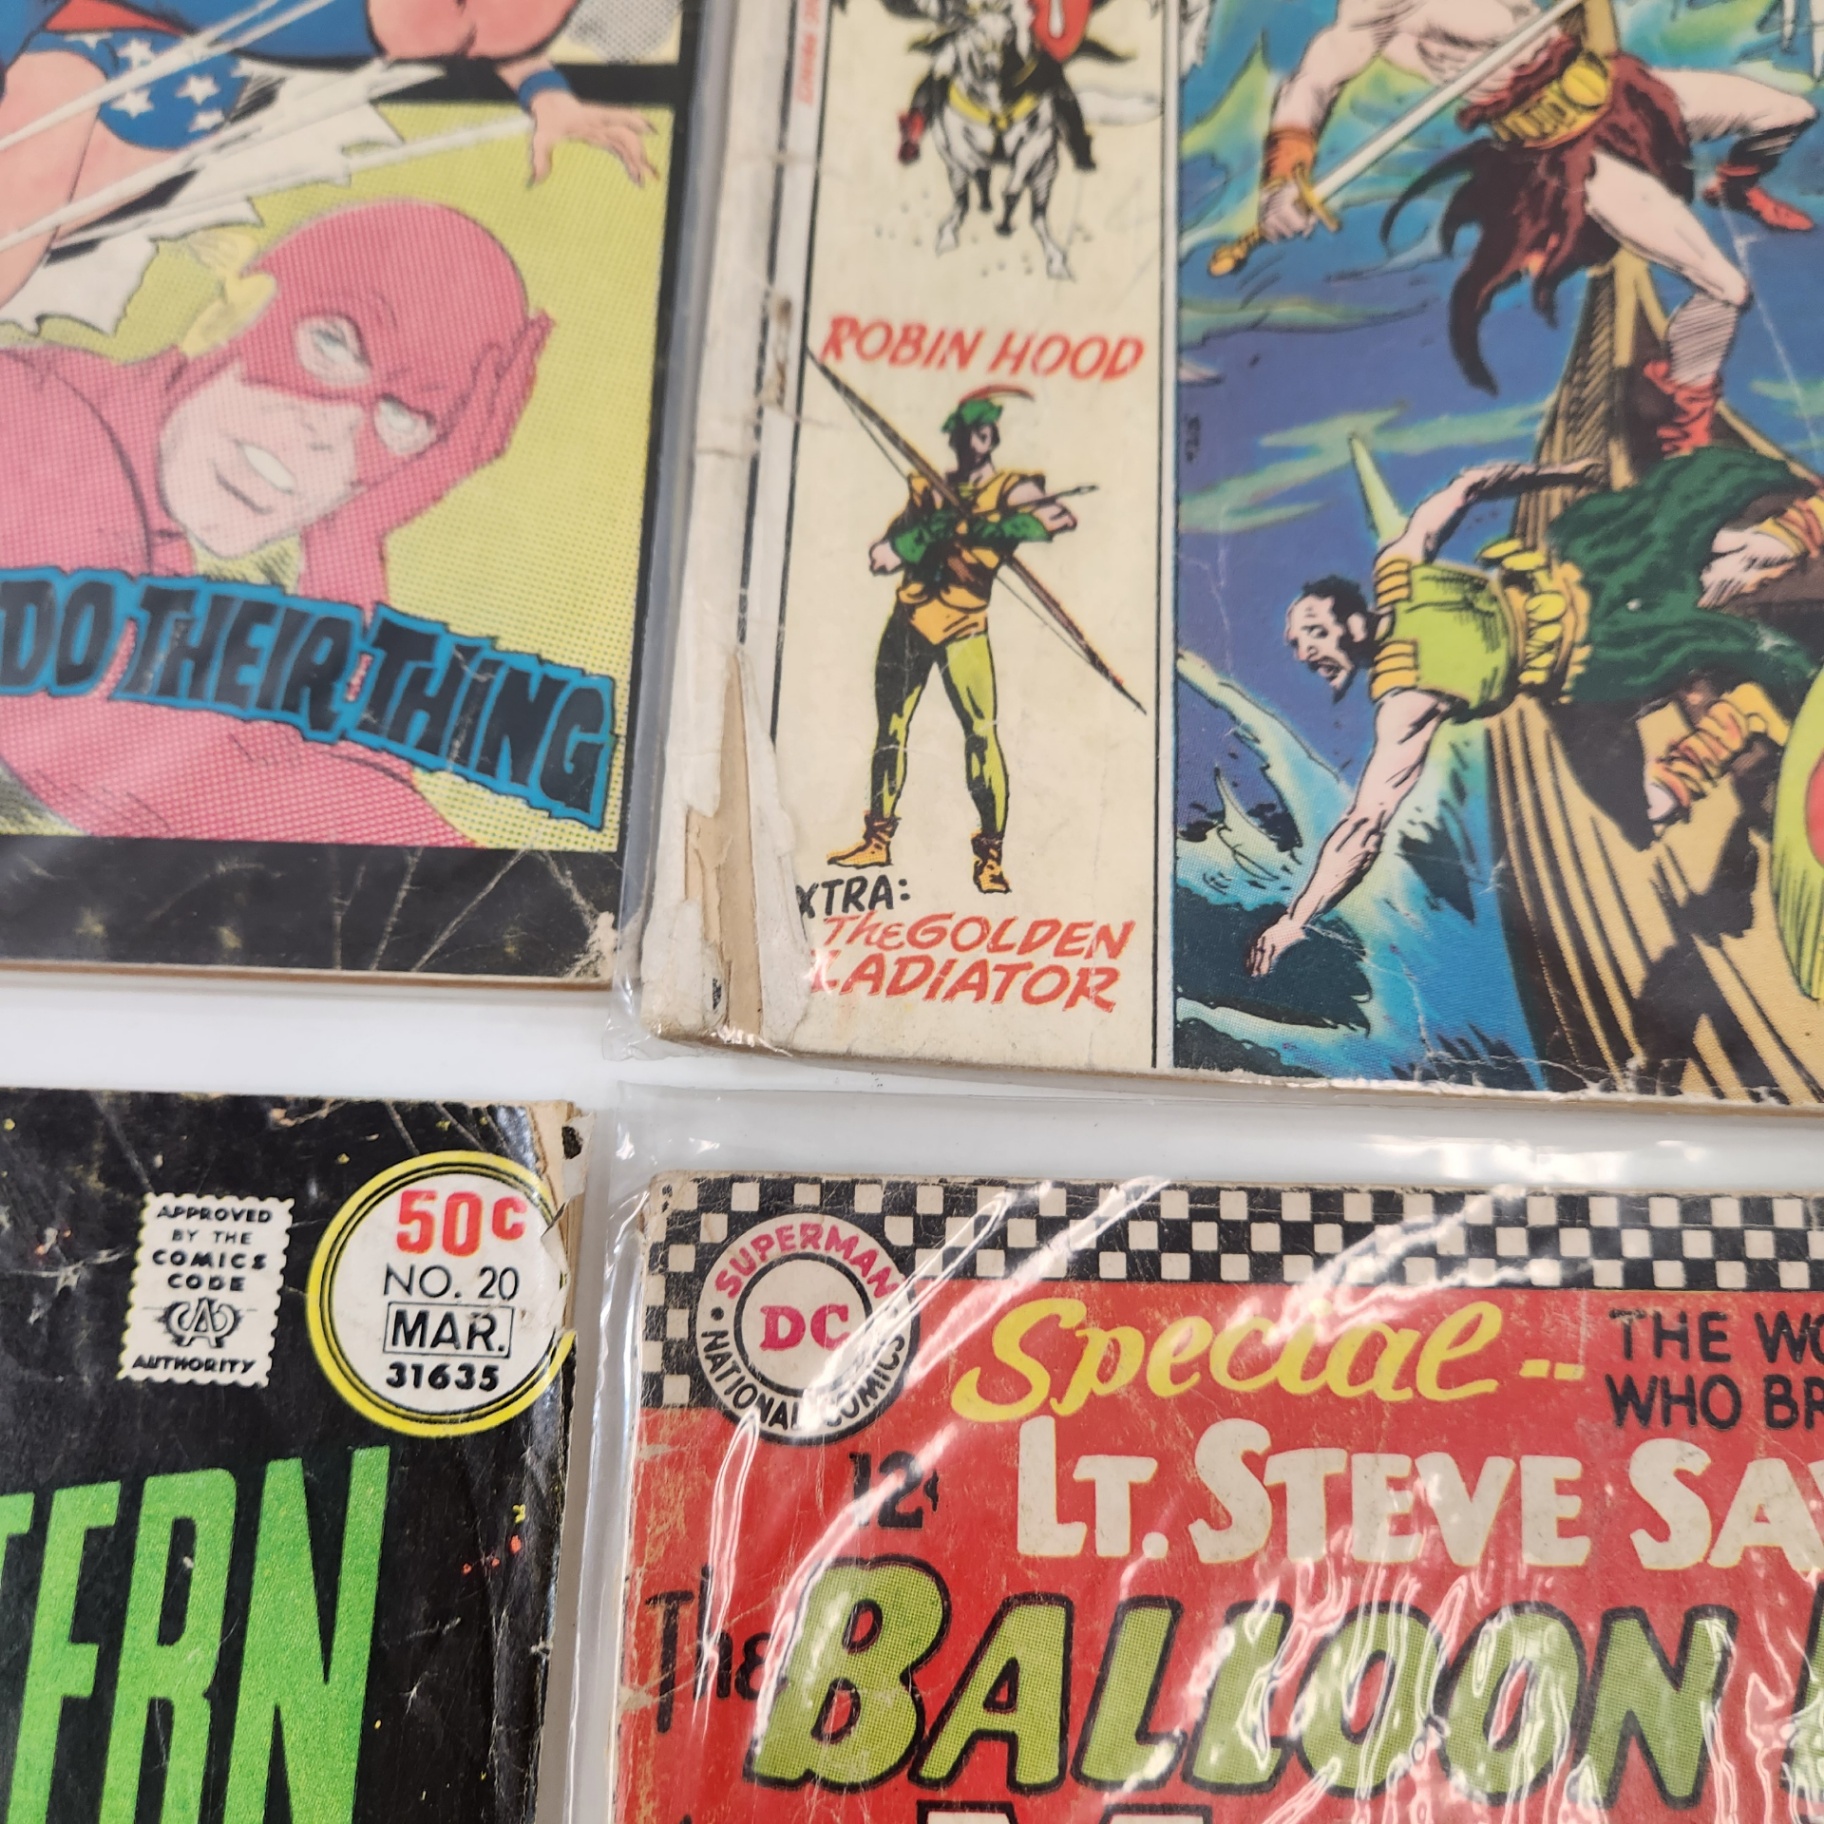 DO THEIR THING
ROBIN HOOD
XTRA:
The GOLDEN
LADIATOR
APPROVED
BY THE
COMICS
CODE
AUTHORITY
50¢
NO. 20
MAR.
31635
TERN
SUPERMAN
DC
NATIONAL COMICS
12¢
Special -- THE WO
WHO BR
LT. STEVE SA
The BALLOON